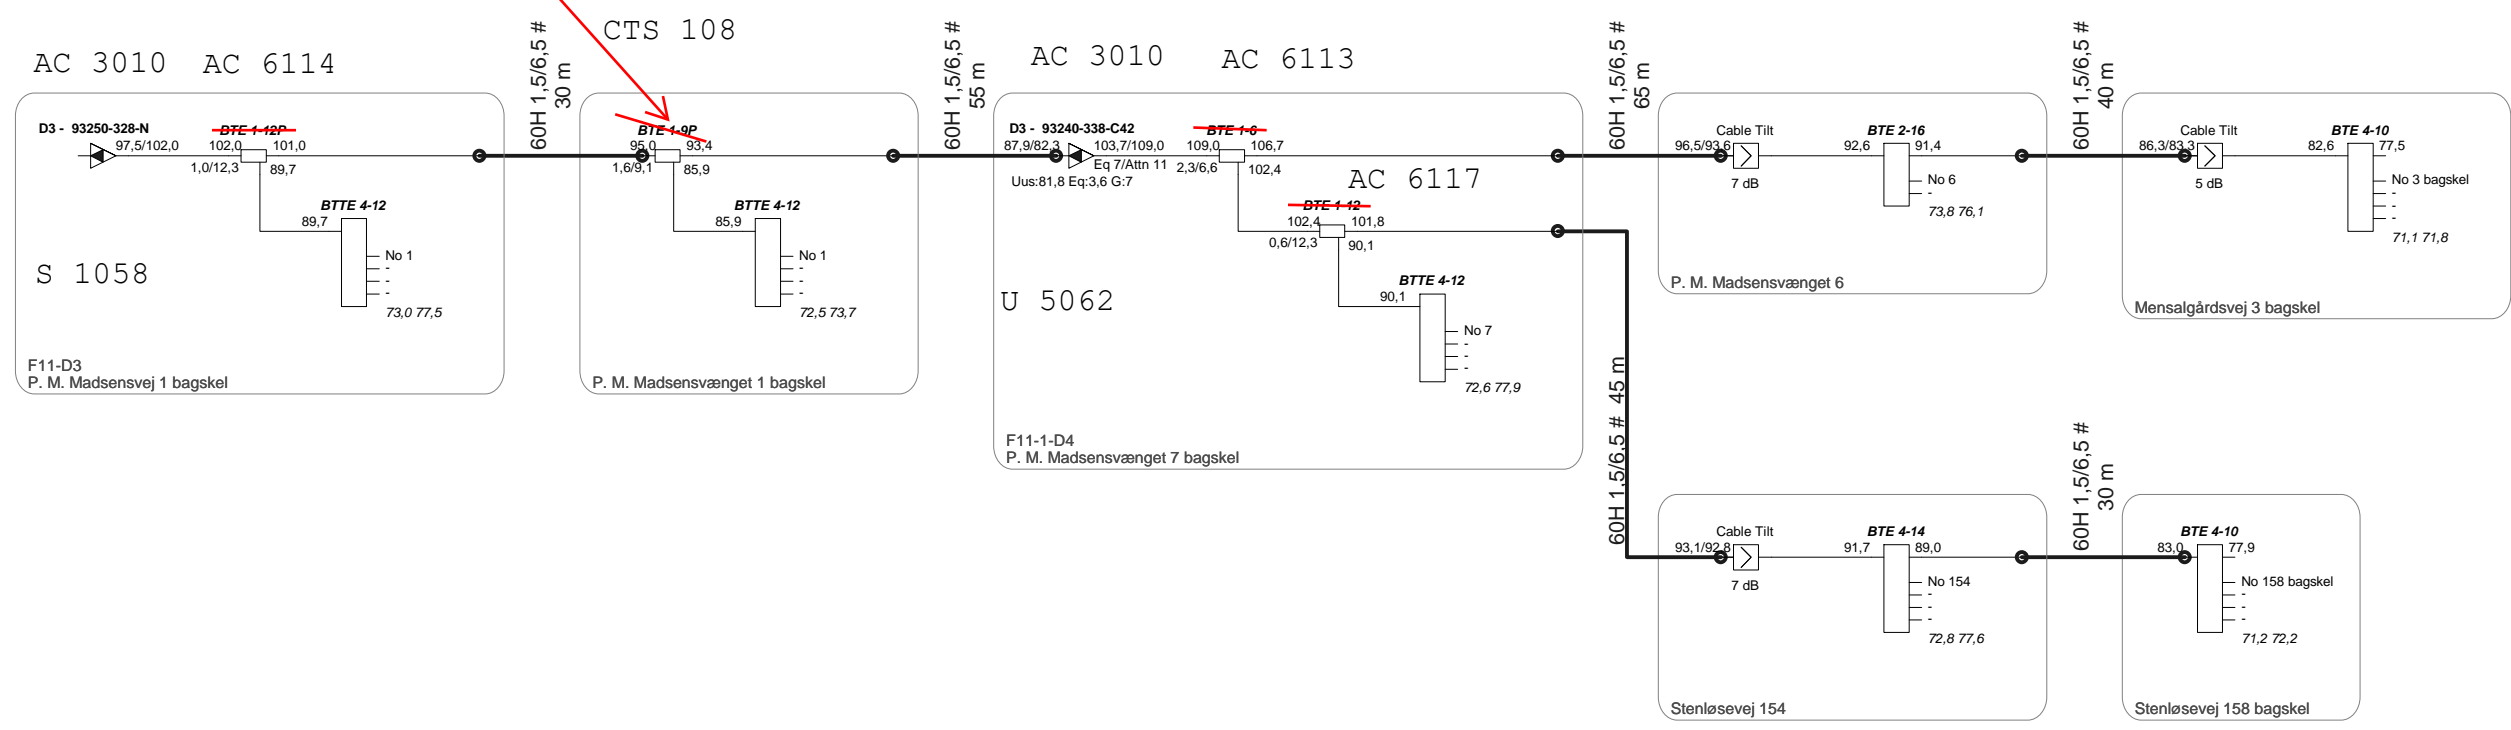 CTS 108
AC 3010 AC 6114
60H 1,5/6,5 #
30 m
D3 - 93250-328-N
BTE 1-12P
97,5/102,0
102,0
101,0
1,0/12,3
89,7
BTTE 4-12
89,7
No 1
-
-
-
73,0 77,5
S 1058
F11-D3
P. M. Madsensvej 1 bagskel
BTE 1-9P
95,0
93,4
1,6/9,1
85,9
BTTE 4-12
85,9
No 1
-
-
-
72,5 73,7
P. M. Madsensvænget 1 bagskel
60H 1,5/6,5 #
55 m
AC 3010 AC 6113
D3 - 93240-338-C42
BTE 1-6
87,9/82,3
103,7/109,0
109,0
106,7
Eq 7/Attn 11
2,3/6,6
102,4
Uus:81,8 Eq:3,6 G:7
AC 6117
BTE 1-12
102,4
101,8
0,6/12,3
90,1
BTTE 4-12
90,1
No 7
-
-
-
72,6 77,9
U 5062
F11-1-D4
P. M. Madsensvænget 7 bagskel
60H 1,5/6,5 #
65 m
Cable Tilt
BTE 2-16
96,5/93,6
92,6
91,4
7 dB
No 6
-
73,8 76,1
P. M. Madsensvænget 6
60H 1,5/6,5 #
40 m
Cable Tilt
BTE 4-10
86,3/83,3
82,6
77,5
5 dB
No 3 bagskel
-
-
-
71,1 71,8
Mensalgårdsvej 3 bagskel
60H 1,5/6,5 # 45 m
Cable Tilt
BTE 4-14
93,1/92,8
91,7
89,0
7 dB
No 154
-
-
-
72,8 77,6
Stenløsevej 154
60H 1,5/6,5 #
30 m
BTE 4-10
83,0
77,9
No 158 bagskel
-
-
-
71,2 72,2
Stenløsevej 158 bagskel